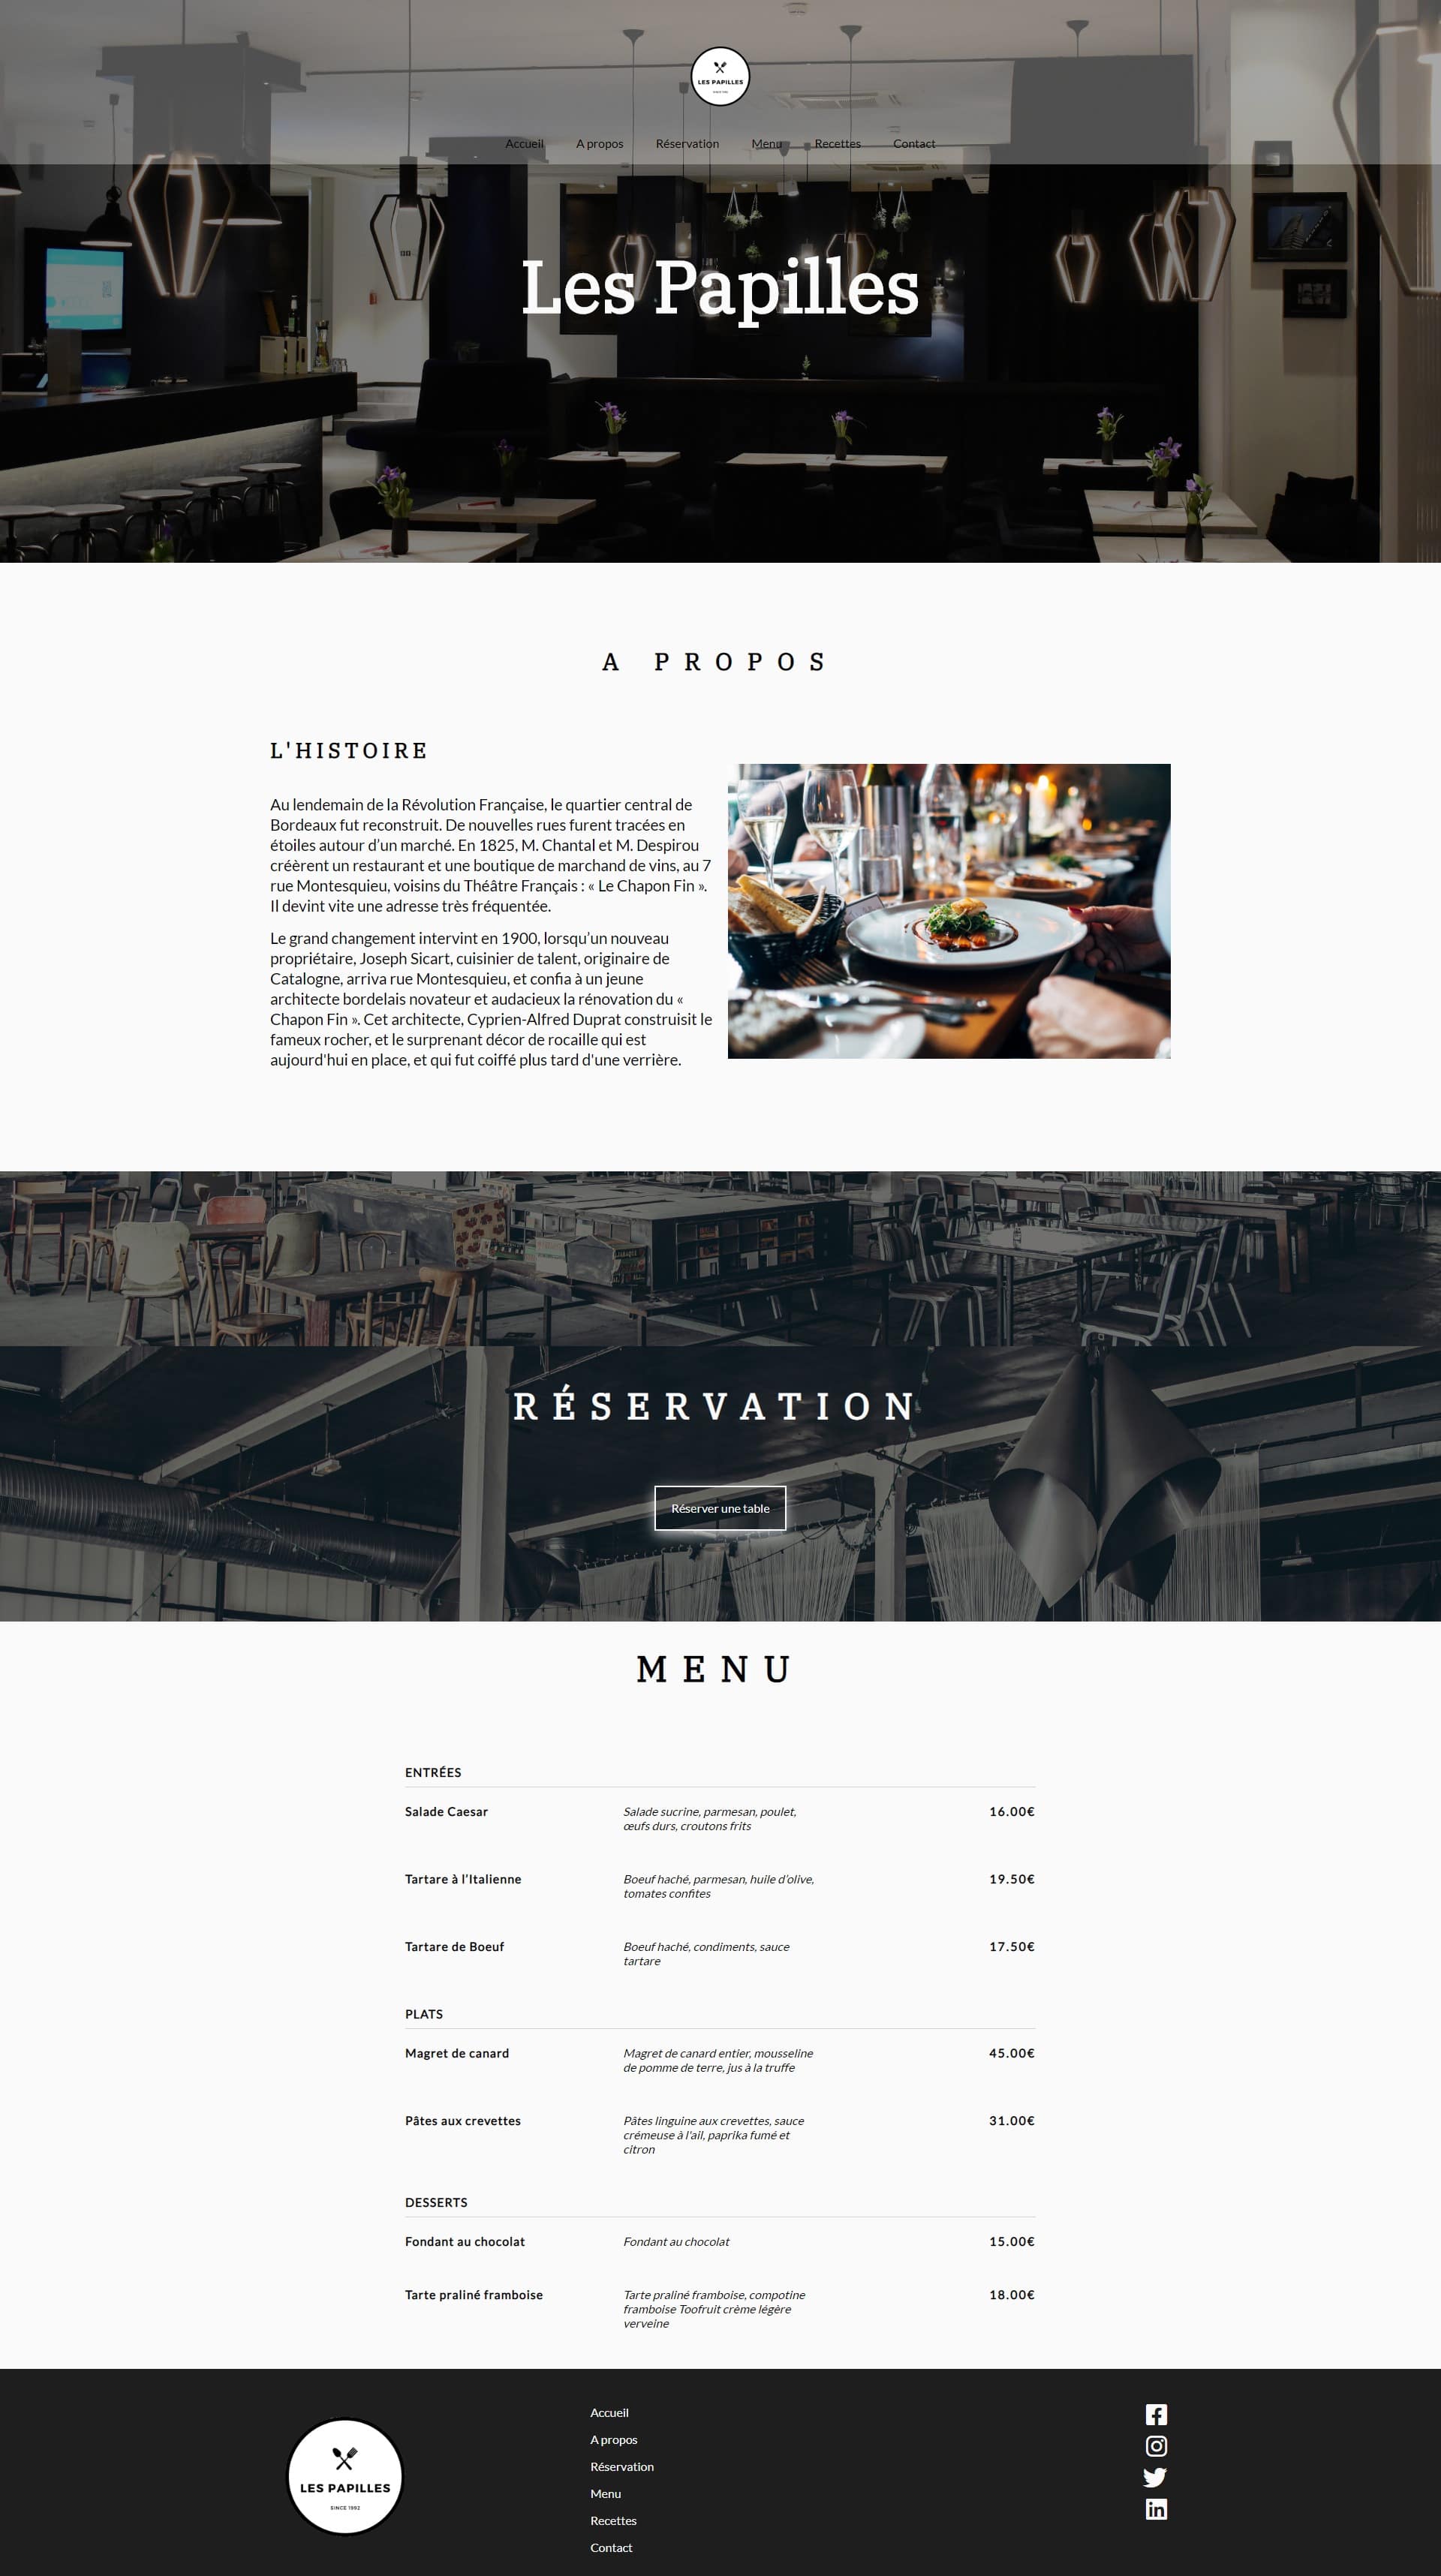 LES PAPILLES
SINCE 1992
Accueil A propos Réservation Menu Recettes Contact
Les Papilles
A PROPOS
L'HISTOIRE
Au lendemain de la Révolution Française, le quartier central de
Bordeaux fut reconstruit. De nouvelles rues furent tracées en
étoiles autour d’un marché. En 1825, M. Chantal et M. Despirou
créèrent un restaurant et une boutique de marchand de vins, au 7
rue Montesquieu, voisins du Théâtre Français : « Le Chapon Fin ».
Il devint vite une adresse très fréquentée.
Le grand changement intervint en 1900, lorsqu’un nouveau
propriétaire, Joseph Sicart, cuisinier de talent, originaire de
Catalogne, arriva rue Montesquieu, et confia à un jeune
architecte bordelais novateur et audacieux la rénovation du «
Chapon Fin ». Cet architecte, Cyprien-Alfred Duprat construisit le
fameux rocher, et le surprenant décor de rocaille qui est
aujourd'hui en place, et qui fut coiffé plus tard d'une verrière.
RÉSERVATION
Réserver une table
MENU
ENTRÉES
Salade Caesar Salade sucrine, parmesan, poulet, 16.00€
œufs durs, croutons frits
Tartare à l’Italienne Boeuf haché, parmesan, huile d’olive, 19.50€
tomates confites
Tartare de Boeuf Boeuf haché, condiments, sauce 17.50€
tartare
PLATS
Magret de canard Magret de canard entier, mousseline 45.00€
de pomme de terre, jus à la truffe
Pâtes aux crevettes Pâtes linguine aux crevettes, sauce 31.00€
crémeuse à l'ail, paprika fumé et
citron
DESSERTS
Fondant au chocolat Fondant au chocolat 15.00€
Tarte praliné framboise Tarte praliné framboise, compotine 18.00€
framboise Toofruit crème légère
verveine
LES PAPILLES
SINCE 1992
Accueil
A propos
Réservation
Menu
Recettes
Contact